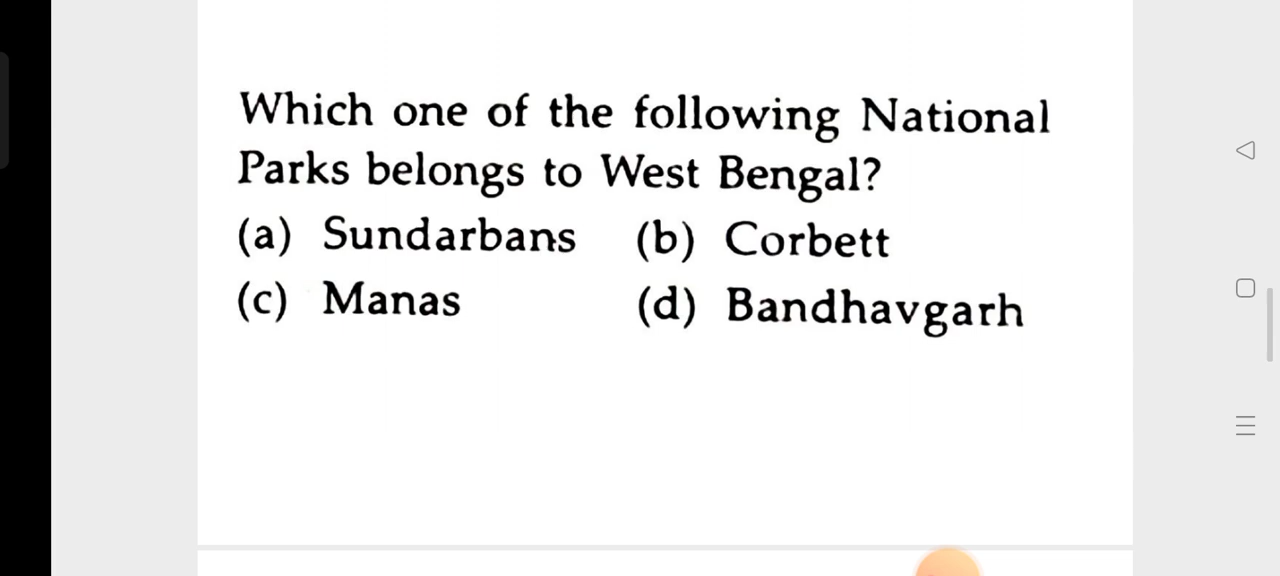 Which one of the following National
Parks belongs to West Bengal?
(a) Sundarbans (b) Corbett
(c) Manas (d) Bandhavgarh